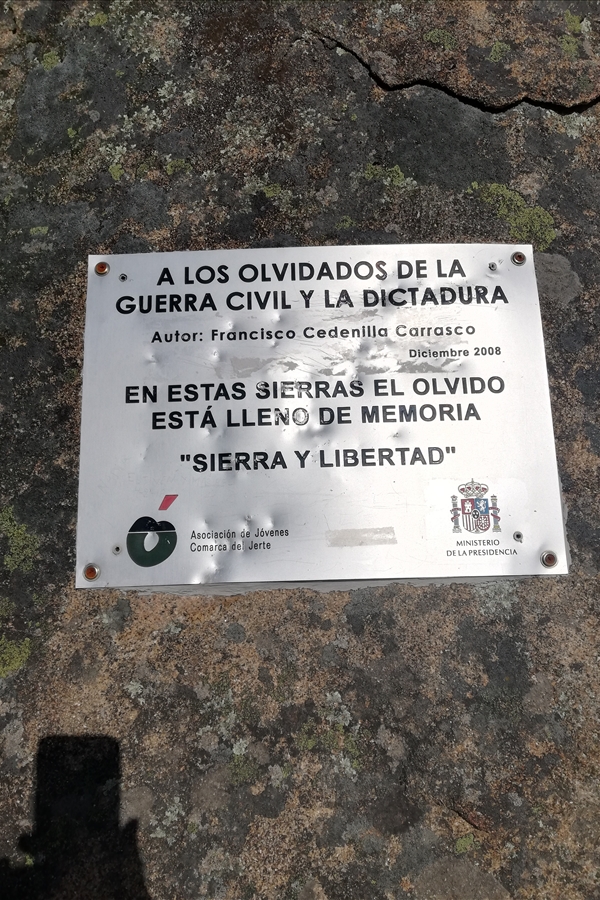 A LOS OLVIDADOS DE LA
GUERRA CIVIL Y LA DICTADURA
Autor: Francisco Cedenilla Carrasco
Diciembre 2008
EN ESTAS SIERRAS EL OLVIDO
ESTÁ LLENO DE MEMORIA
"SIERRA Y LIBERTAD"
Asociación de Jóvenes
Comarca del Jerte
MINISTERIO
DE LA PRESIDENCIA